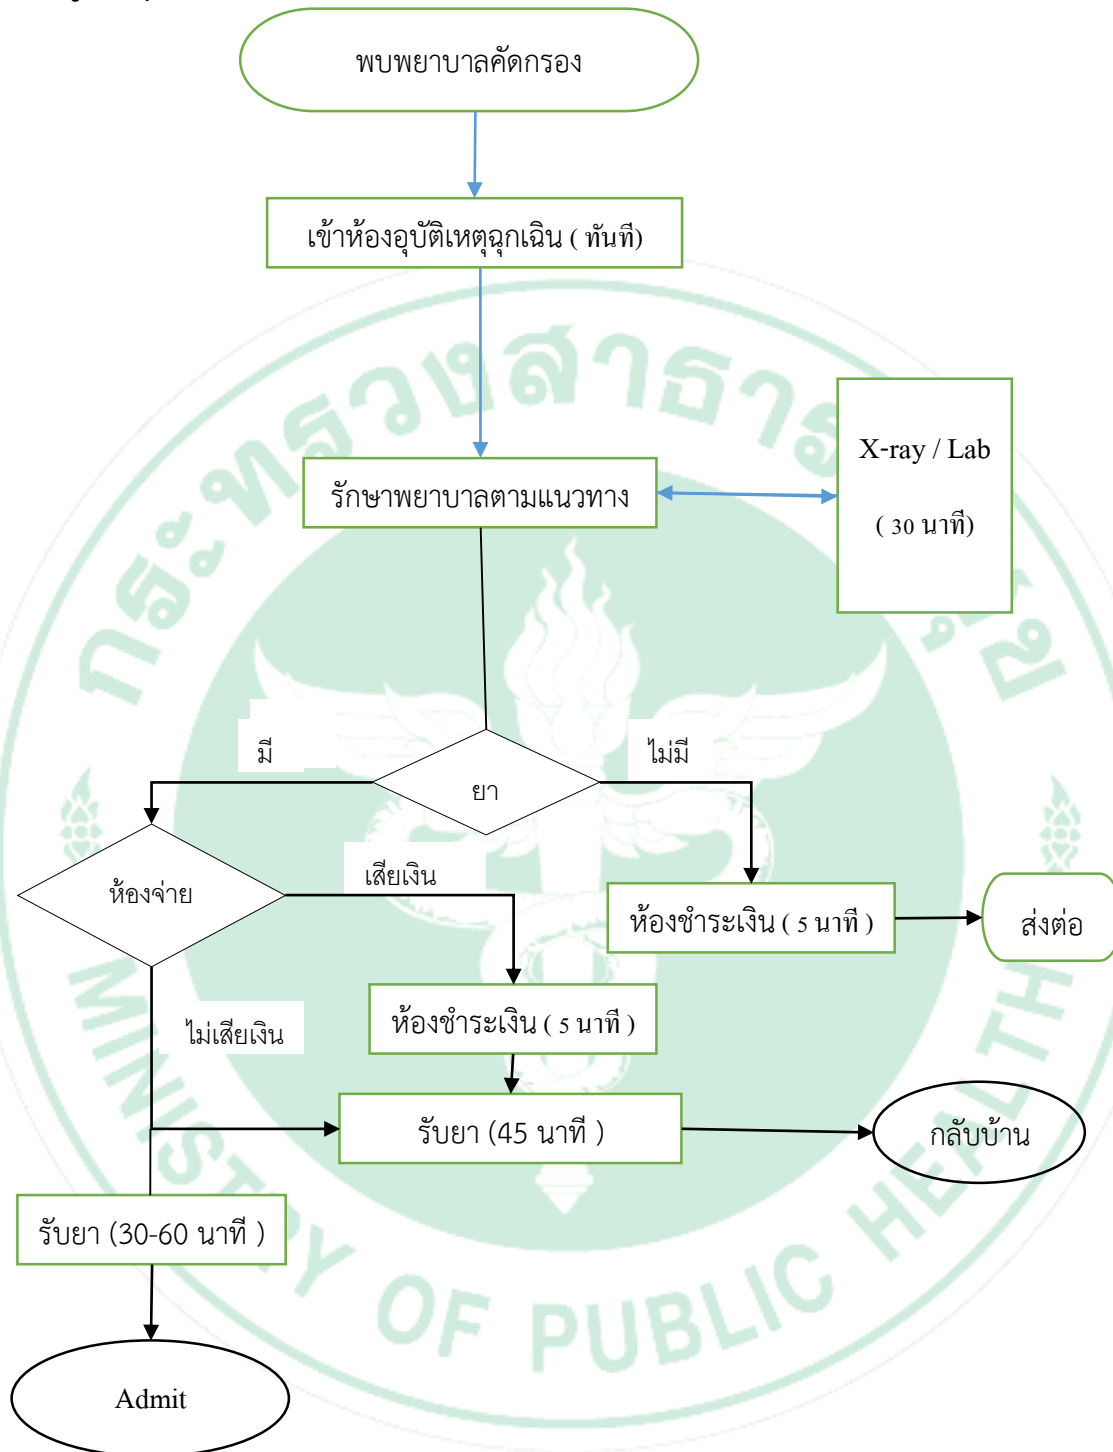 พบพยาบาลคัดกรอง
เข้าห้องอุบัติเหตุฉุกเฉิน ( ทันที)
กระทรวงสาธารณสุข
X-ray / Lab
( 30 นาที)
รักษาพยาบาลตามแนวทาง
มี
ไม่มี
ยา
ห้องจ่าย
เสียเงิน
ห้องชำระเงิน ( 5 นาที )
ส่งต่อ
ไม่เสียเงิน
ห้องชำระเงิน ( 5 นาที )
รับยา (45 นาที )
กลับบ้าน
รับยา (30-60 นาที )
Admit
MINISTRY OF PUBLIC HEALTH